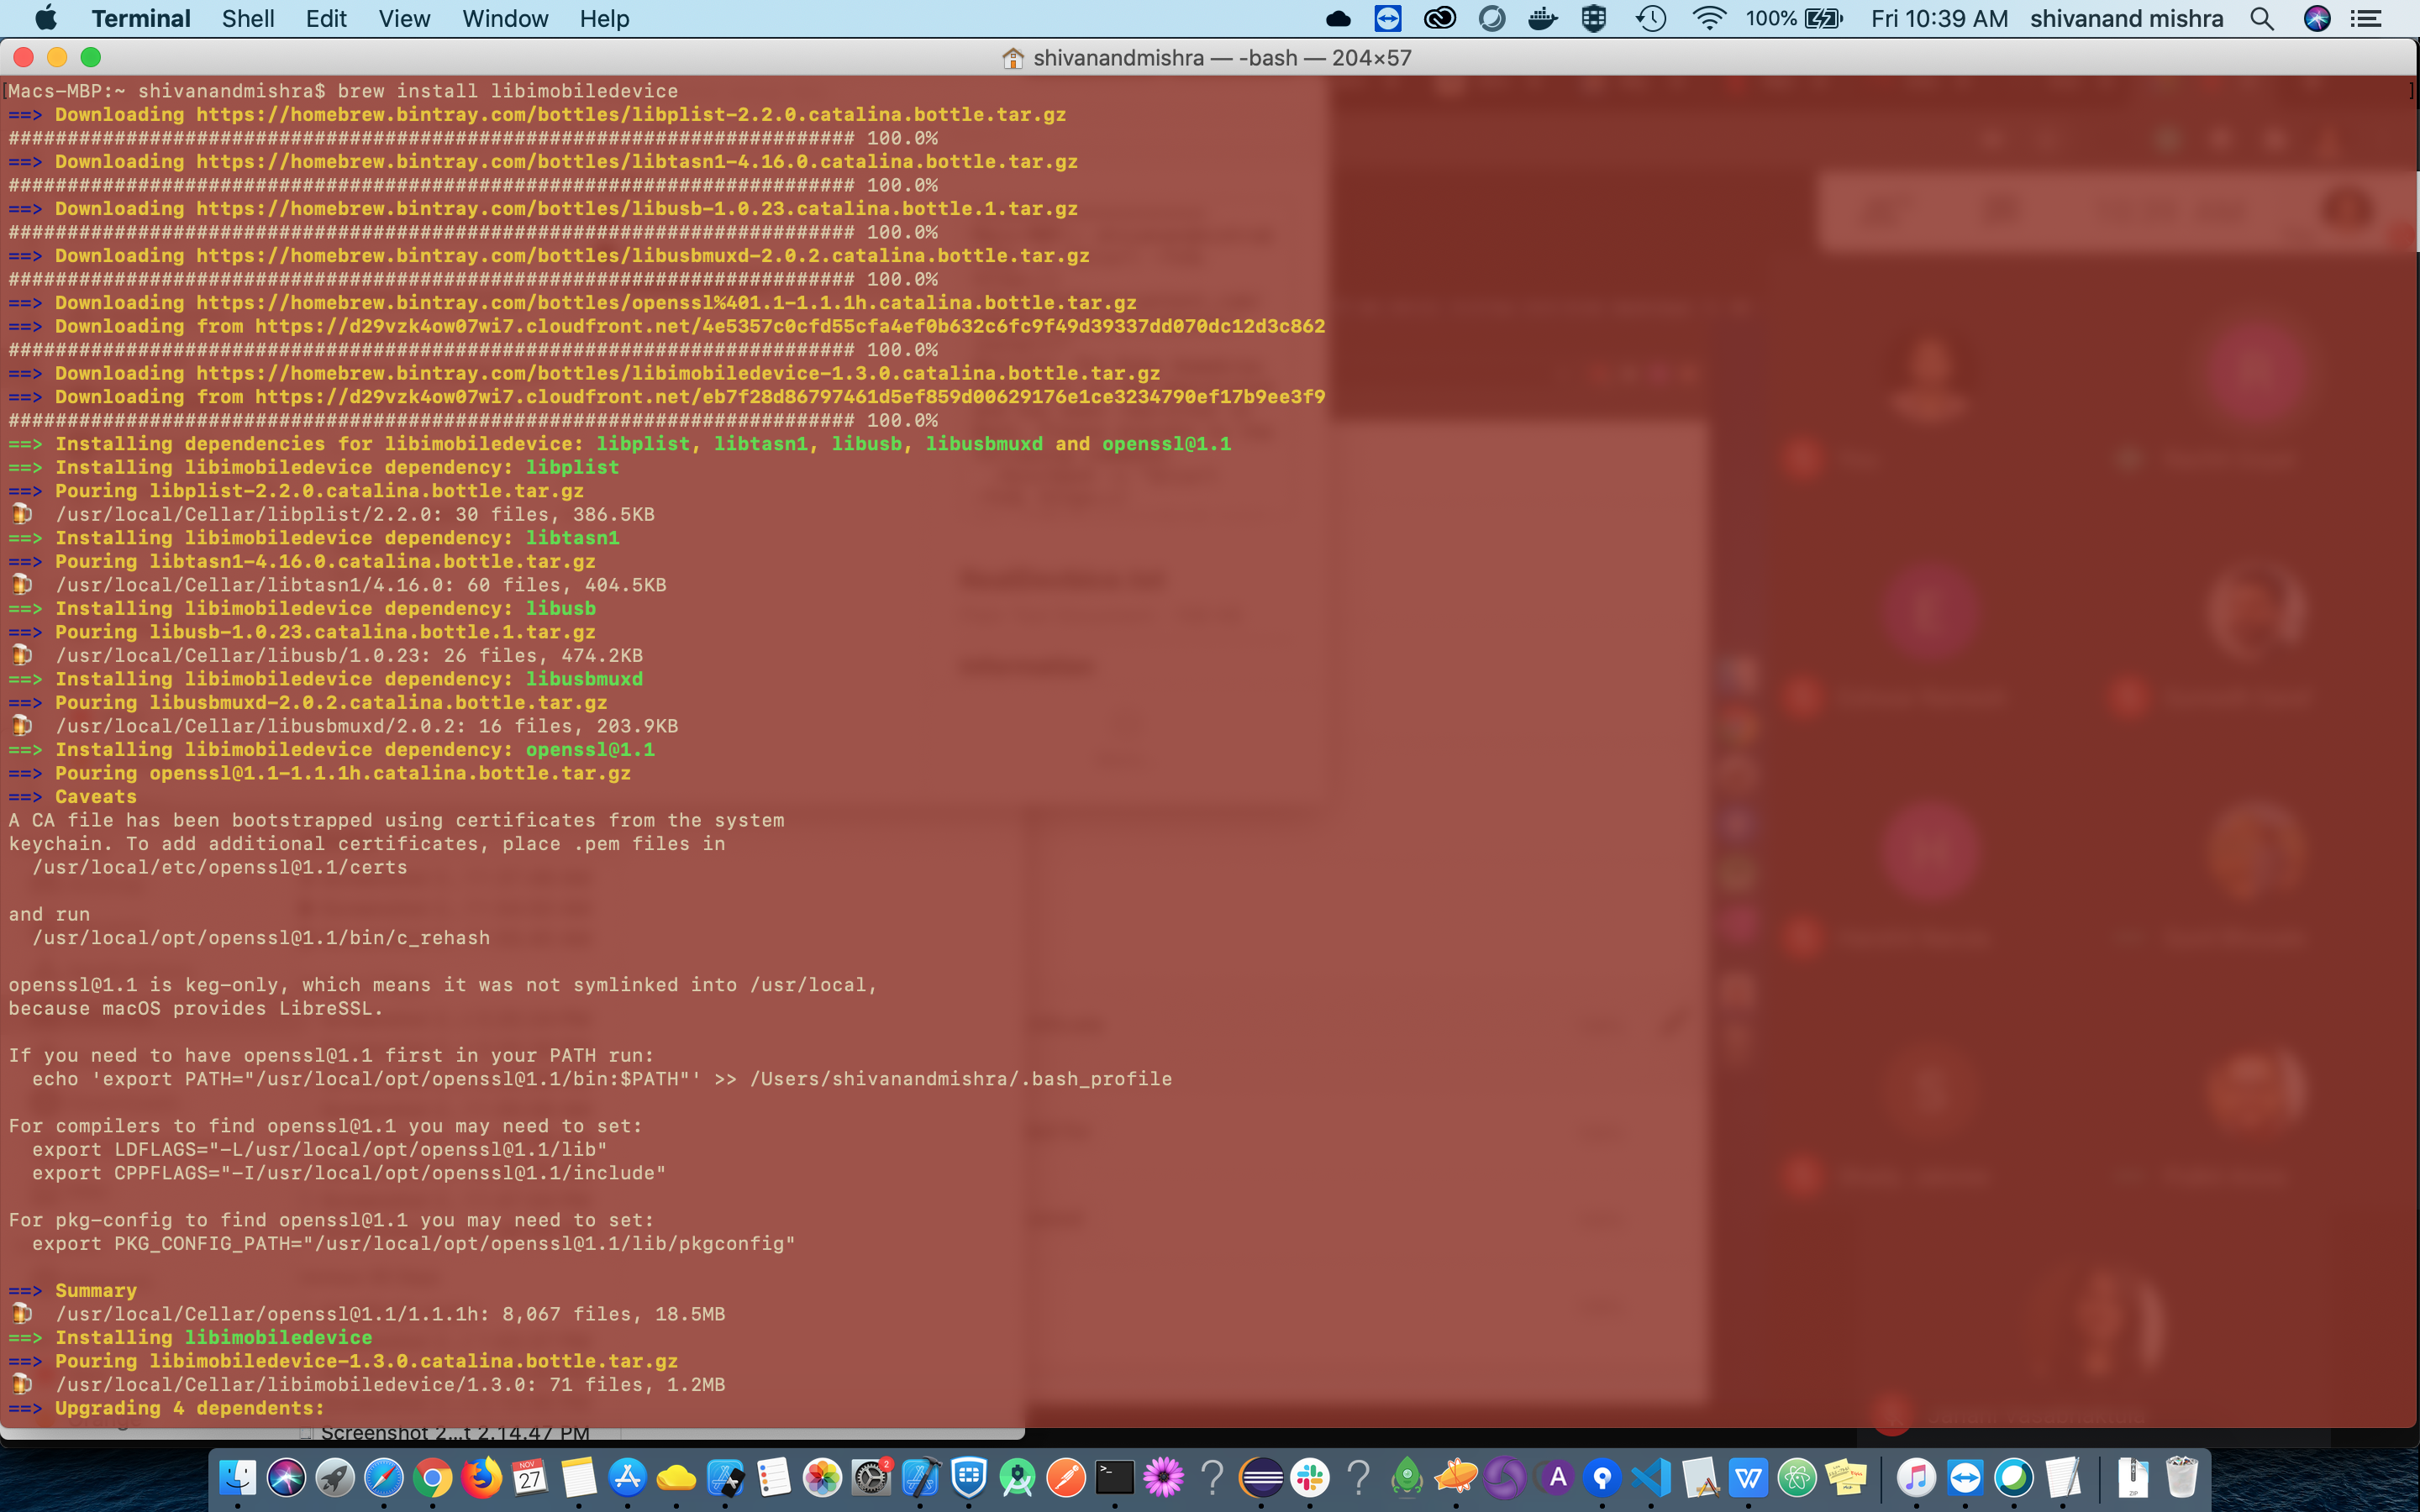 Terminal Shell Edit View Window Help 100% Fri 10:39 AM shivanand mishra
shivanandmishra — -bash — 204×57
[Macs-MBP:~ shivanandmishra$ brew install libimobiledevice ]
==> Downloading https://homebrew.bintray.com/bottles/libplist-2.2.0.catalina.bottle.tar.gz
######################################################################## 100.0%
==> Downloading https://homebrew.bintray.com/bottles/libtasn1-4.16.0.catalina.bottle.tar.gz
######################################################################## 100.0%
==> Downloading https://homebrew.bintray.com/bottles/libusb-1.0.23.catalina.bottle.1.tar.gz
######################################################################## 100.0%
==> Downloading https://homebrew.bintray.com/bottles/libusbmuxd-2.0.2.catalina.bottle.tar.gz
######################################################################## 100.0%
==> Downloading https://homebrew.bintray.com/bottles/openssl%401.1-1.1.1h.catalina.bottle.tar.gz
==> Downloading from https://d29vzk4ow07wi7.cloudfront.net/4e5357c0cfd55cfa4ef0b632c6fc9f49d39337dd070dc12d3c862
######################################################################## 100.0%
==> Downloading https://homebrew.bintray.com/bottles/libimobiledevice-1.3.0.catalina.bottle.tar.gz
==> Downloading from https://d29vzk4ow07wi7.cloudfront.net/eb7f28d86797461d5ef859d00629176e1ce3234790ef17b9ee3f9
######################################################################## 100.0%
==> Installing dependencies for libimobiledevice: libplist, libtasn1, libusb, libusbmuxd and openssl@1.1
==> Installing libimobiledevice dependency: libplist
==> Pouring libplist-2.2.0.catalina.bottle.tar.gz
🍺 /usr/local/Cellar/libplist/2.2.0: 30 files, 386.5KB
==> Installing libimobiledevice dependency: libtasn1
==> Pouring libtasn1-4.16.0.catalina.bottle.tar.gz
🍺 /usr/local/Cellar/libtasn1/4.16.0: 60 files, 404.5KB
==> Installing libimobiledevice dependency: libusb
==> Pouring libusb-1.0.23.catalina.bottle.1.tar.gz
🍺 /usr/local/Cellar/libusb/1.0.23: 26 files, 474.2KB
==> Installing libimobiledevice dependency: libusbmuxd
==> Pouring libusbmuxd-2.0.2.catalina.bottle.tar.gz
🍺 /usr/local/Cellar/libusbmuxd/2.0.2: 16 files, 203.9KB
==> Installing libimobiledevice dependency: openssl@1.1
==> Pouring openssl@1.1-1.1.1h.catalina.bottle.tar.gz
==> Caveats
A CA file has been bootstrapped using certificates from the system
keychain. To add additional certificates, place .pem files in
/usr/local/etc/openssl@1.1/certs
and run
/usr/local/opt/openssl@1.1/bin/c_rehash
openssl@1.1 is keg-only, which means it was not symlinked into /usr/local,
because macOS provides LibreSSL.
If you need to have openssl@1.1 first in your PATH run:
echo 'export PATH="/usr/local/opt/openssl@1.1/bin:$PATH"' >> /Users/shivanandmishra/.bash_profile
For compilers to find openssl@1.1 you may need to set:
export LDFLAGS="-L/usr/local/opt/openssl@1.1/lib"
export CPPFLAGS="-I/usr/local/opt/openssl@1.1/include"
For pkg-config to find openssl@1.1 you may need to set:
export PKG_CONFIG_PATH="/usr/local/opt/openssl@1.1/lib/pkgconfig"
==> Summary
🍺 /usr/local/Cellar/openssl@1.1/1.1.1h: 8,067 files, 18.5MB
==> Installing libimobiledevice
==> Pouring libimobiledevice-1.3.0.catalina.bottle.tar.gz
🍺 /usr/local/Cellar/libimobiledevice/1.3.0: 71 files, 1.2MB
==> Upgrading 4 dependents:
Screenshot 2...t 2.14.47 PM
NOV
27
2
ZIP